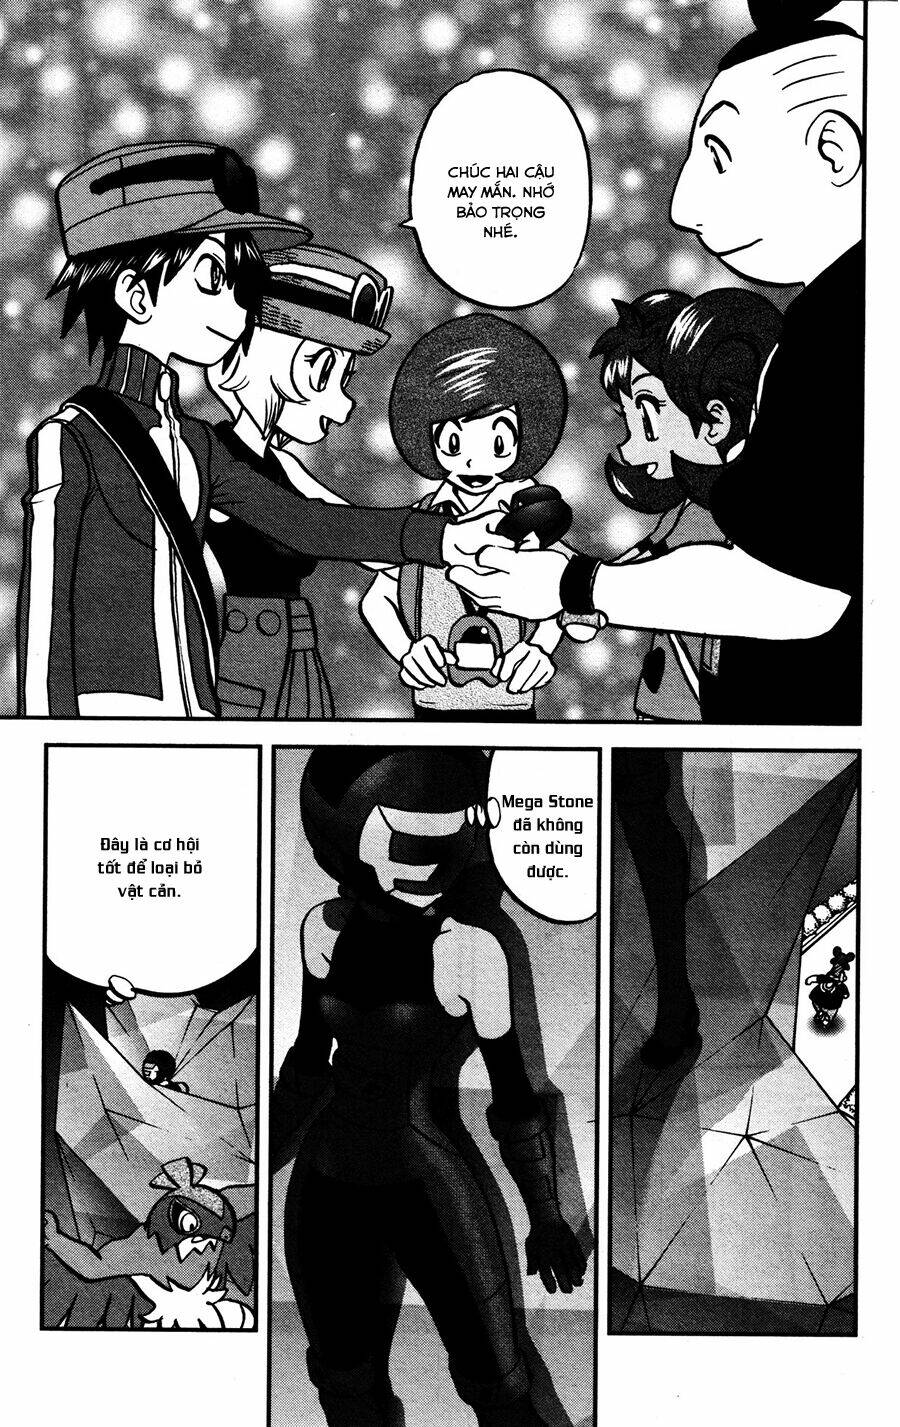 CHÚC HAI CẬU
MAY MẮN. NHỚ
BẢO TRỌNG
NHÉ.
Mega Stone
đã không
còn dùng
được.
Đây là cơ hội
tốt để loại bỏ
vật cản.